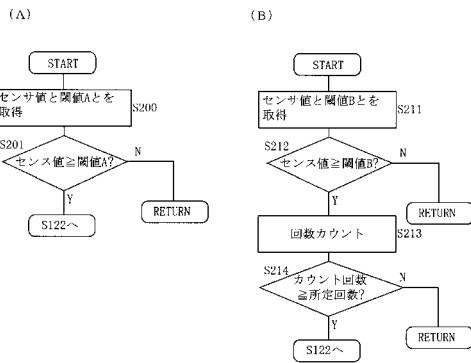 (A)
START
センサ値と閾値Aとを
取得
S200
S201
センス値≧閾値A?
N
Y
S122へ
RETURN
(B)
START
センサ値と閾値Bとを
取得
S211
S212
センス値≧閾値B?
N
Y
RETURN
回数カウント
S213
S214
カウント回数
≧所定回数?
N
Y
RETURN
S122へ